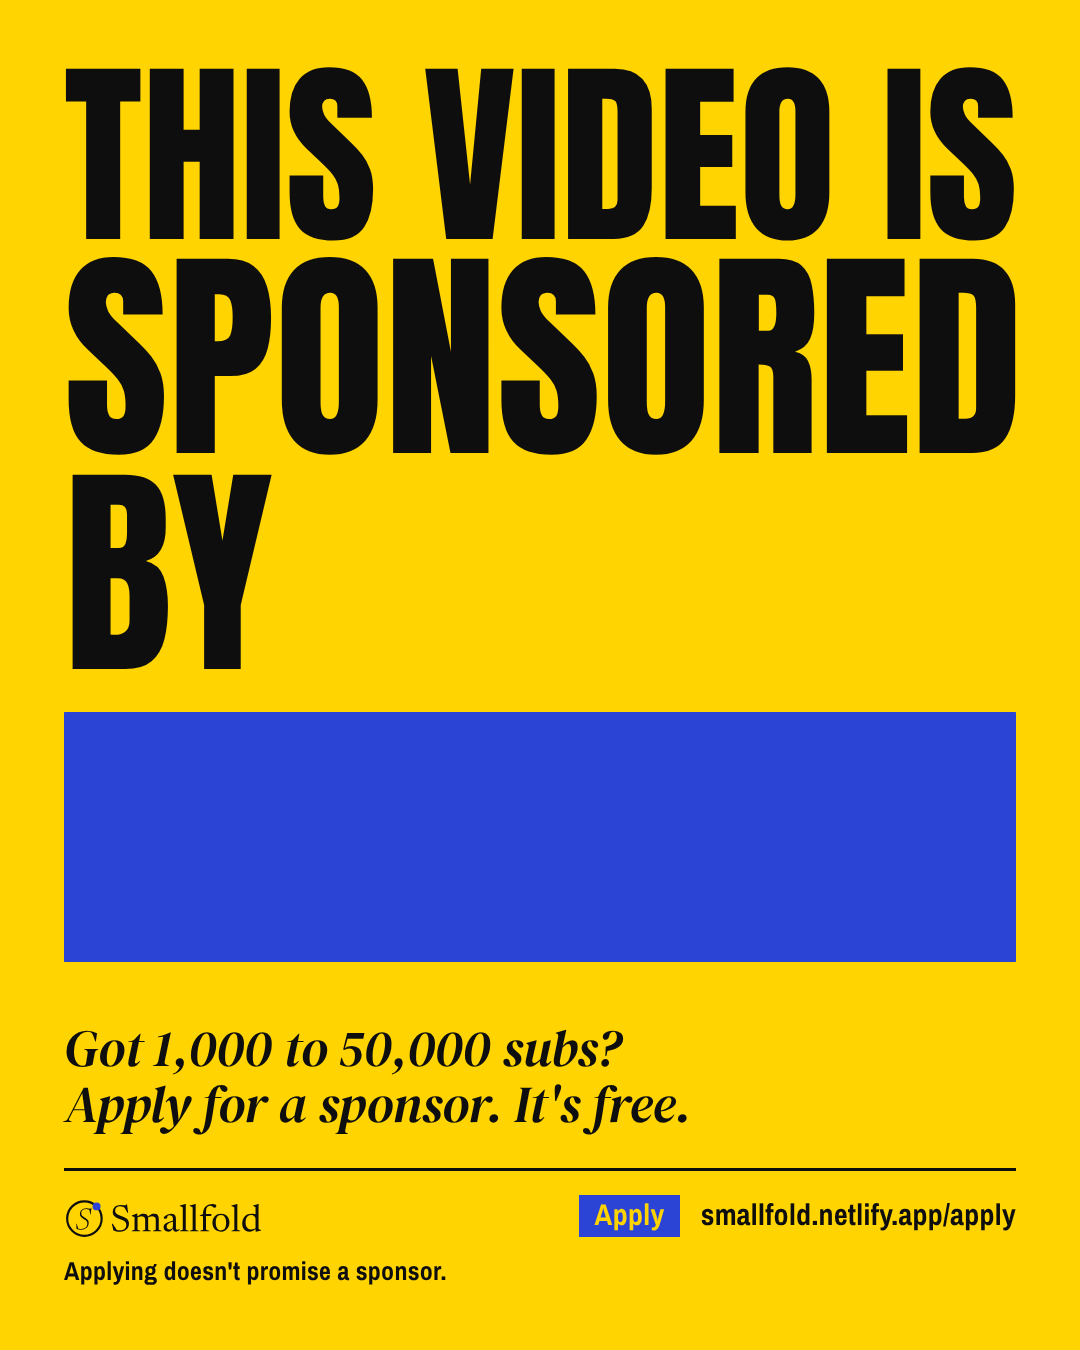 THIS VIDEO IS
SPONSORED
BY
Got 1,000 to 50,000 subs?
Apply for a sponsor. It's free.
S Smallfold
Apply smallfold.netlify.app/apply
Applying doesn't promise a sponsor.